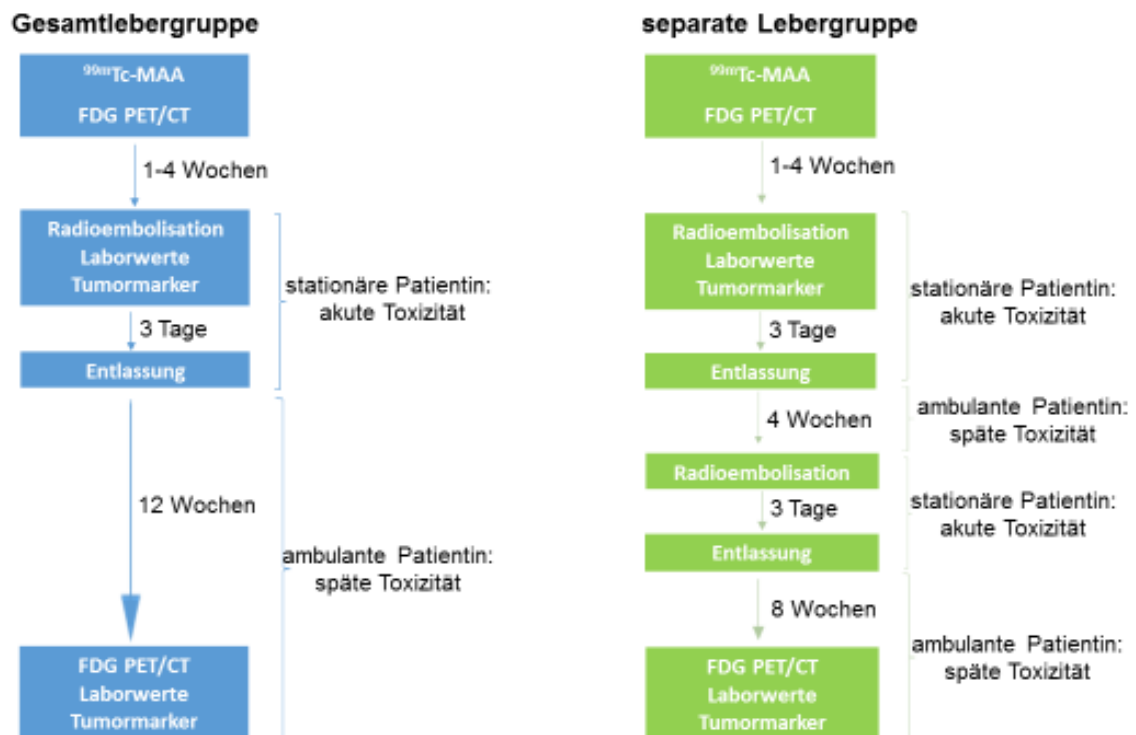 Gesamtlebergruppe
99mTc-MAA
FDG PET/CT
1-4 Wochen
Radioembolisation
Laborwerte
Tumormarker
stationäre Patientin:
akute Toxizität
3 Tage
Entlassung
12 Wochen
ambulante Patientin:
späte Toxizität
FDG PET/CT
Laborwerte
Tumormarker
separate Lebergruppe
99mTc-MAA
FDG PET/CT
1-4 Wochen
Radioembolisation
Laborwerte
Tumormarker
stationäre Patientin:
akute Toxizität
3 Tage
Entlassung
4 Wochen
ambulante Patientin:
späte Toxizität
Radioembolisation
3 Tage
stationäre Patientin:
akute Toxizität
Entlassung
8 Wochen
ambulante Patientin:
späte Toxizität
FDG PET/CT
Laborwerte
Tumormarker